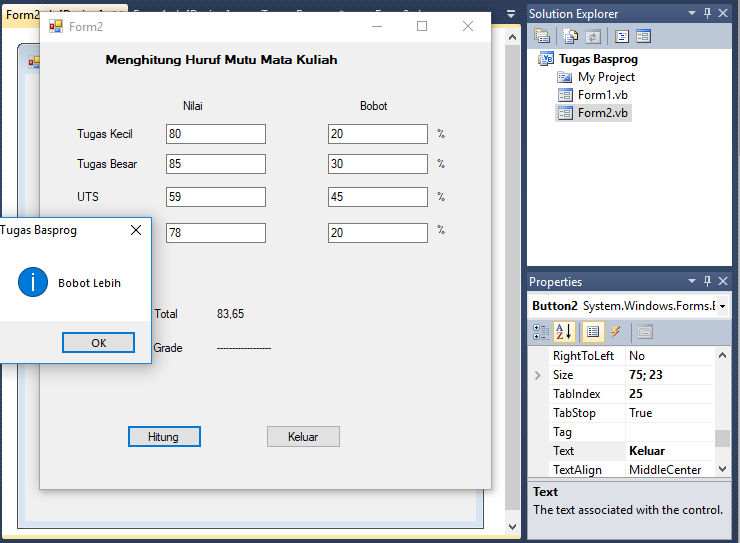 Form2
Menghitung Huruf Mutu Mata Kuliah
Nilai Bobot
Tugas Kecil 80 20 %
Tugas Besar 85 30 %
UTS 59 45 %
78 20 %
Total 83,65
Grade ------------------
Hitung Keluar
Tugas Basprog
Bobot Lebih
OK
Solution Explorer
Tugas Basprog
My Project
Form1.vb
Form2.vb
Properties
Button2 System.Windows.Forms.
RightToLeft No
Size 75; 23
TabIndex 25
TabStop True
Tag
Text Keluar
TextAlign MiddleCenter
Text
The text associated with the control.